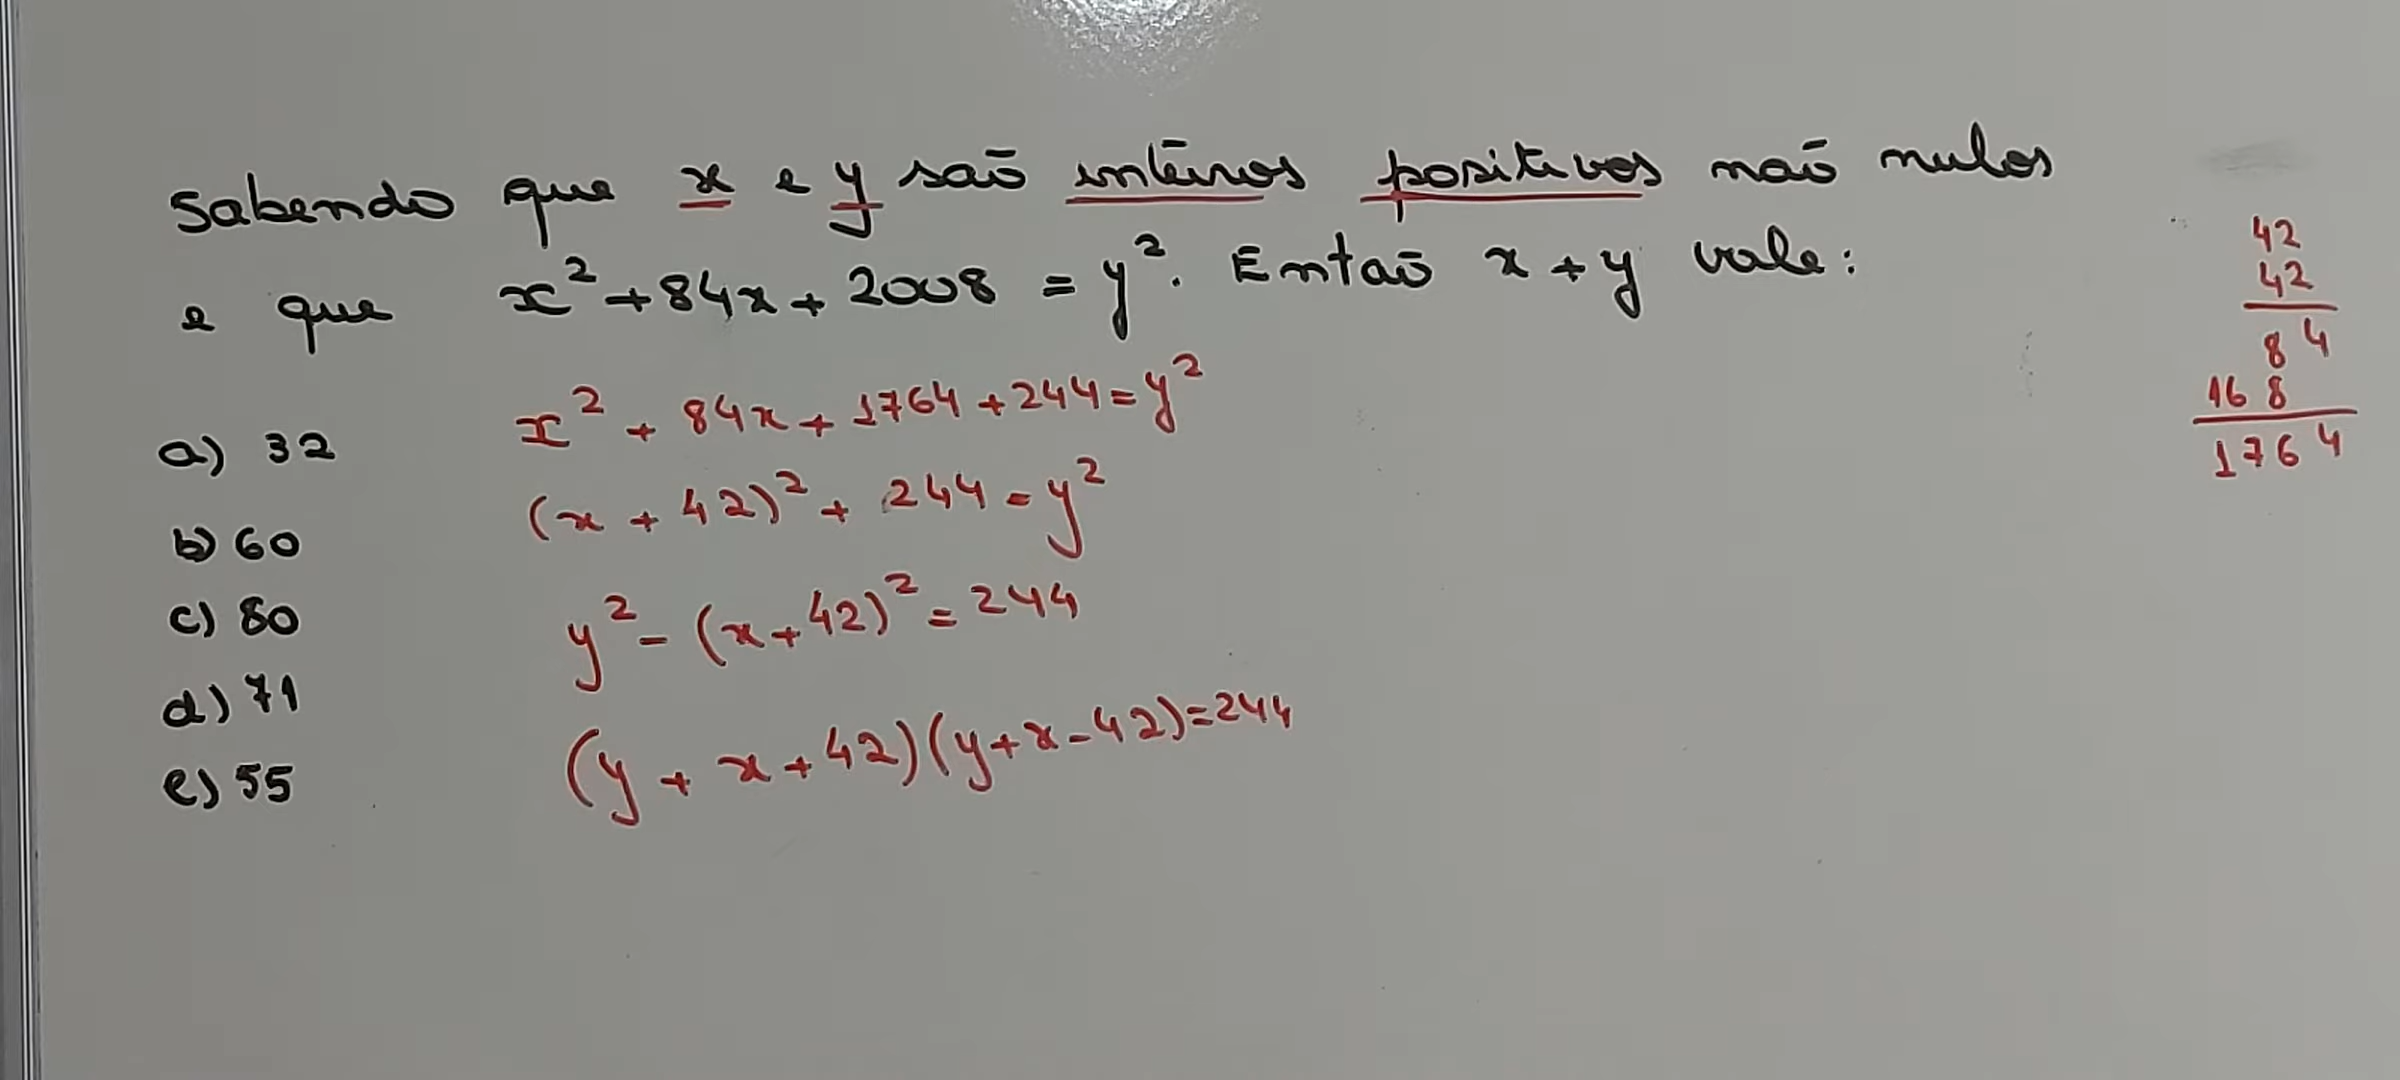 Sabendo que x e y são inteiros positivos não nulos
e que x² + 84x + 2008 = y². Então x + y vale:
x² + 84x + 1764 + 244 = y²
a) 32
(x + 42)² + 244 = y²
b) 60
y² - (x + 42)² = 244
c) 80
d) 71
(y + x + 42)(y + x - 42) = 244
e) 55
42
42
84
168
1764